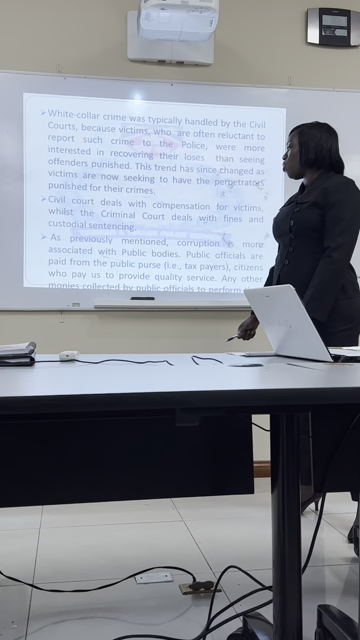 ➢ White-collar crime was typically handled by the Civil
Courts, because victims, who are often reluctant to
report such crime to the Police, were more
interested in recovering their loses than seeing
offenders punished. This trend has since changed as
victims are now seeking to have the perpetrators
punished for their crimes.
➢ Civil court deals with compensation for victims,
whilst the Criminal Court deals with fines and
custodial sentencing.
➢ As previously mentioned, corruption is more
associated with Public bodies. Public officials are
paid from the public purse (i.e., tax payers), citizens
who pay us to provide quality service. Any other
monies collected by public officials to perform